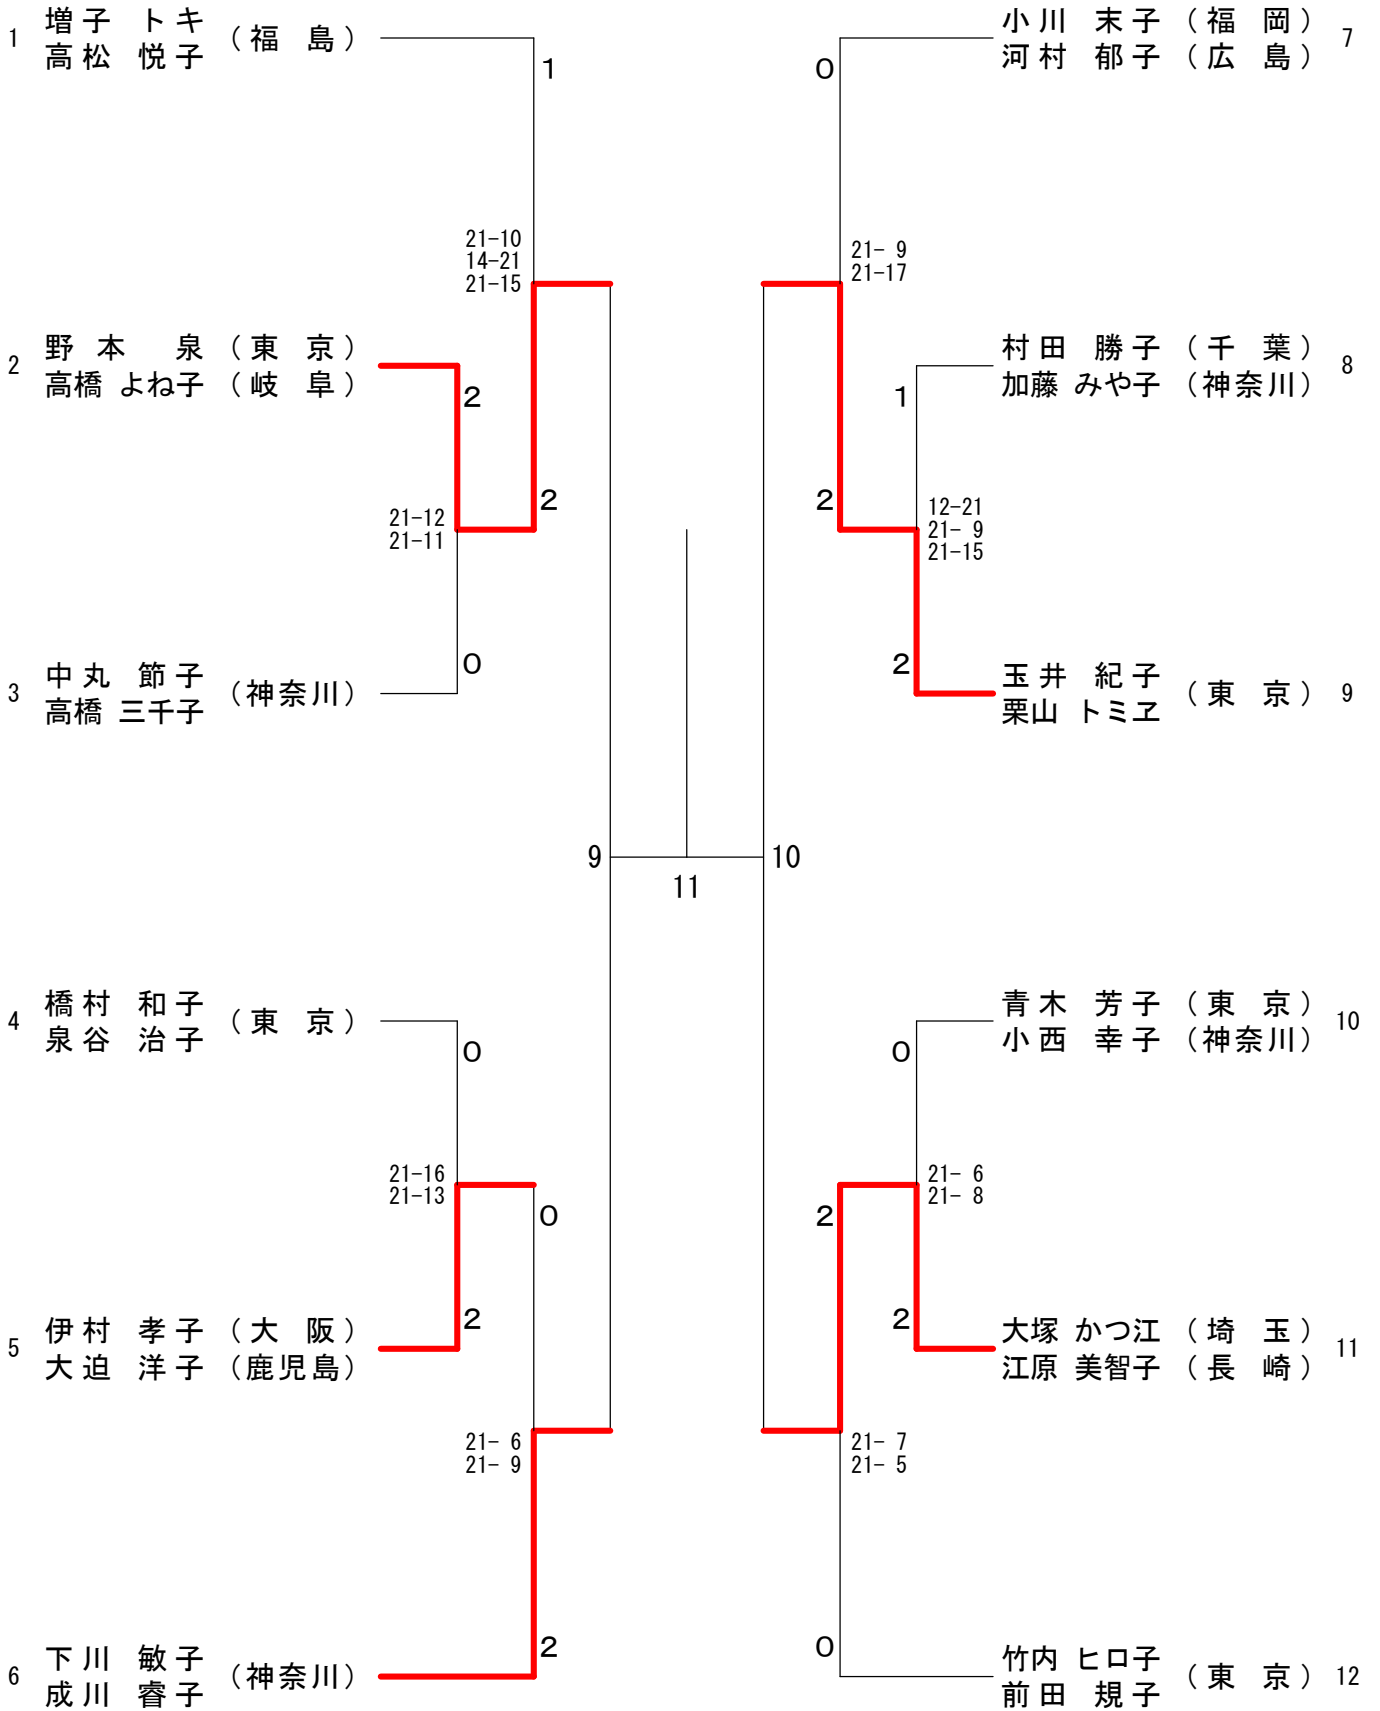 1 増子 トキ (福 島)
高松 悦子
1
21-10
14-21
21-15
2 野本 泉 (東 京)
高橋 よね子 (岐 阜)
2
2
21-12
21-11
0
3 中丸 節子 (神奈川)
高橋 三千子
4 橋村 和子 (東 京)
泉谷 治子
0
21-16
21-13
0
2
5 伊村 孝子 (大 阪)
大迫 洋子 (鹿児島)
21- 6
21- 9
2
6 下川 敏子 (神奈川)
成川 睿子
9
11
10
小川 末子 (福 岡) 7
河村 郁子 (広 島)
0
21- 9
21-17
村田 勝子 (千 葉) 8
加藤 みや子 (神奈川)
1
2
12-21
21- 9
21-15
2
玉井 紀子 (東 京) 9
栗山 トミヱ
青木 芳子 (東 京) 10
小西 幸子 (神奈川)
0
21- 6
21- 8
2
2
大塚 かつ江 (埼 玉) 11
江原 美智子 (長 崎)
21- 7
21- 5
0
竹内 ヒロ子 (東 京) 12
前田 規子